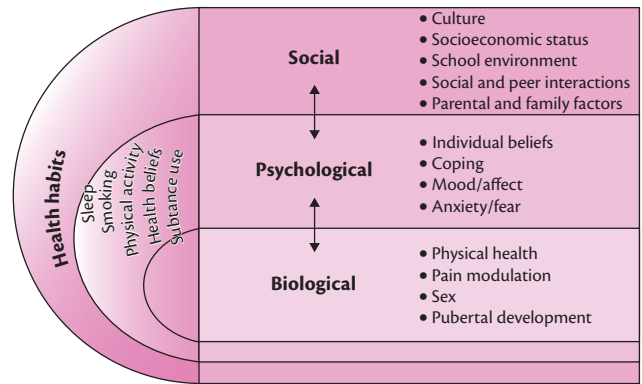 Health habits
Sleep
Smoking
Physical activity
Health beliefs
Subtance use
Social
• Culture
• Socioeconomic status
• School environment
• Social and peer interactions
• Parental and family factors
Psychological
• Individual beliefs
• Coping
• Mood/affect
• Anxiety/fear
Biological
• Physical health
• Pain modulation
• Sex
• Pubertal development